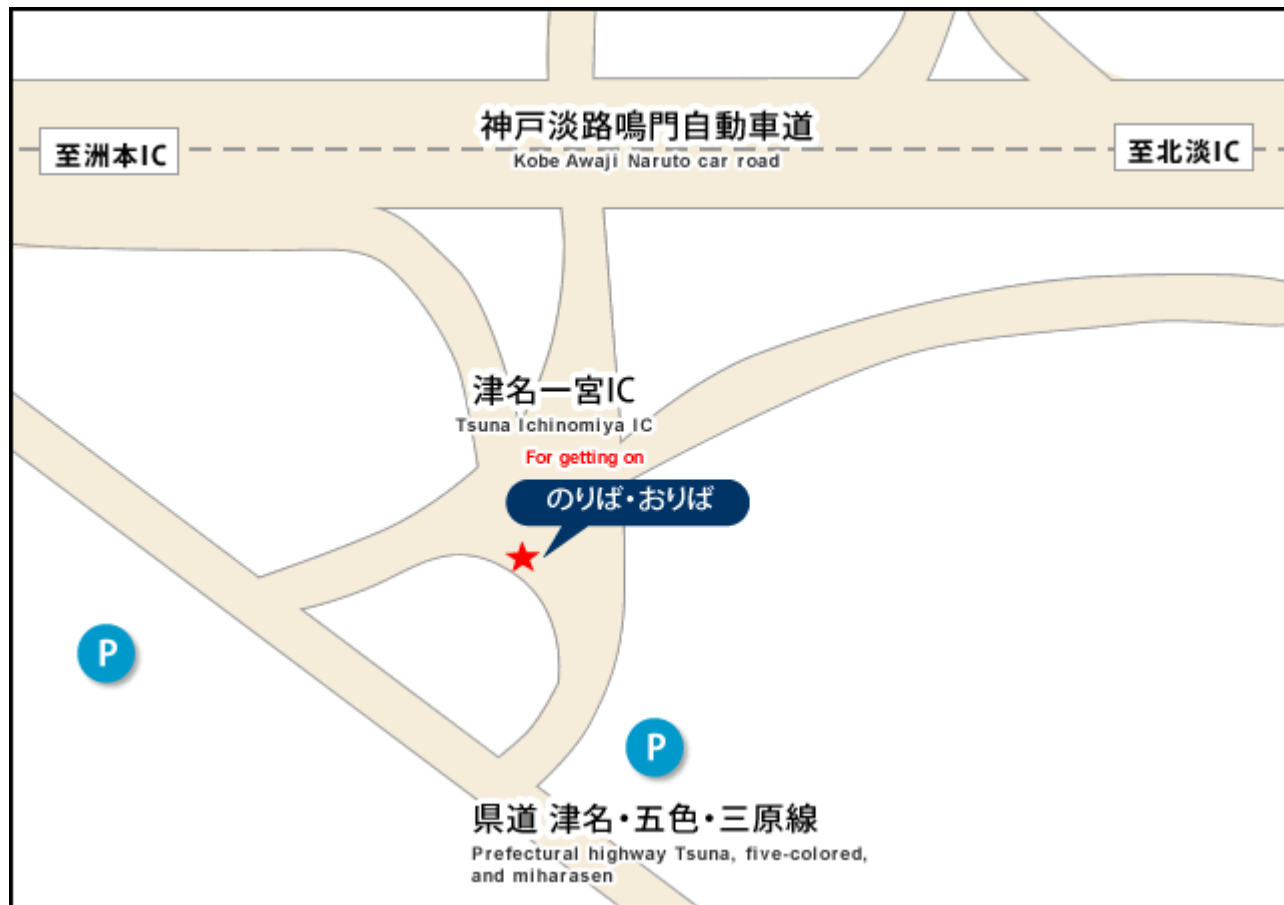 神戸淡路鳴門自動車道
Kobe Awaji Naruto car road
至洲本IC
至北淡IC
津名一宮IC
Tsuna Ichinomiya IC
For getting on
のりば・おりば
P
P
県道 津名・五色・三原線
Prefectural highway Tsuna, five-colored,
and miharasen